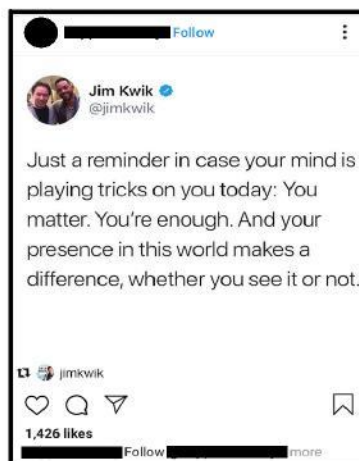 Follow
Jim Kwik
@jimkwik
Just a reminder in case your mind is
playing tricks on you today: You
matter. You're enough. And your
presence in this world makes a
difference, whether you see it or not.
jimkwik
1,426 likes
Follow more